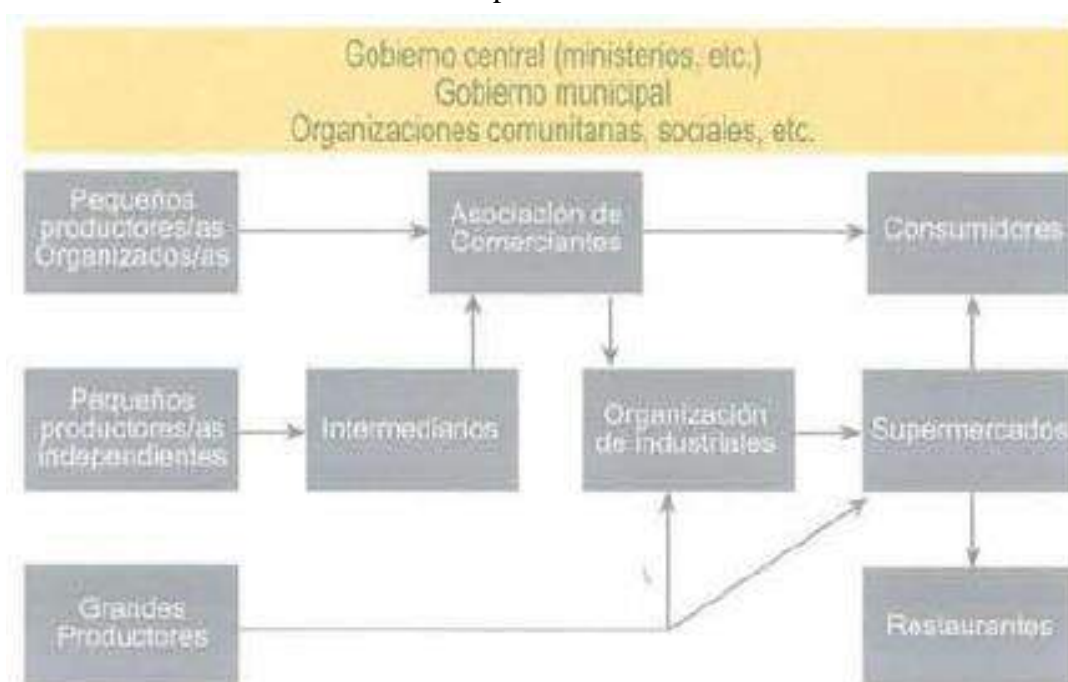 Gobierno central (ministerios, etc.)
Gobierno municipal
Organizaciones comunitarias, sociales, etc.
Pequeños
productores/as
Organizados/as
Asociación de
Comerciantes
Consumidores
Pequeños
productores/as
independientes
Intermediarios
Organización
de industriales
Supermercados
Grandes
Productores
Restaurantes